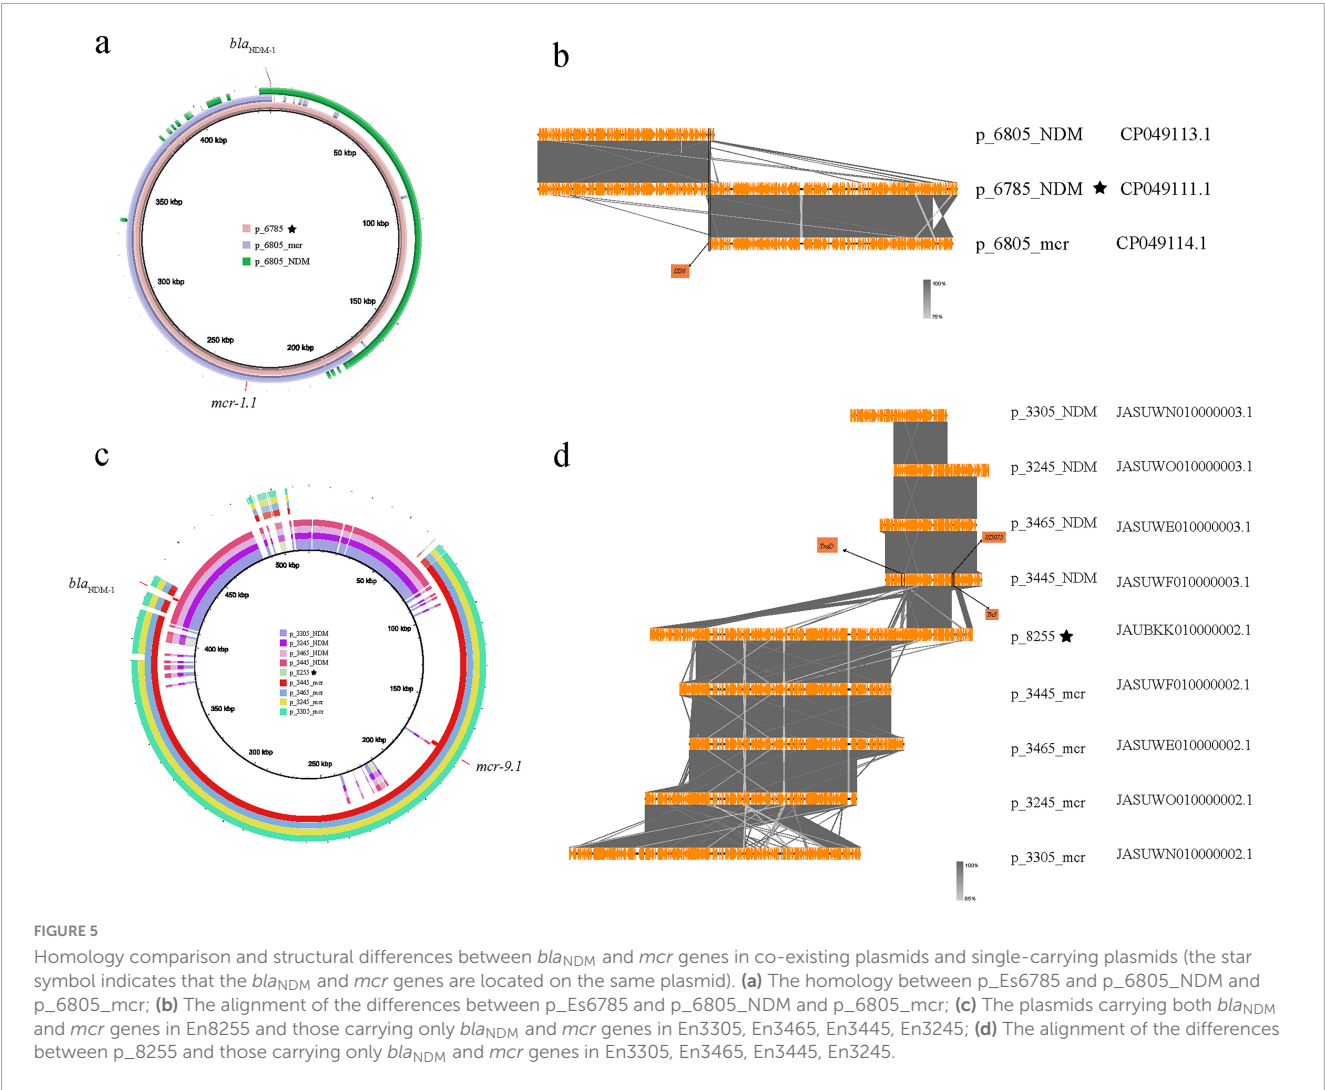 a
bla NDM-1
400 kbp
50 kbp
350 kbp
100 kbp
p_6785 ★
p_6805_mcr
p_6805_NDM
300 kbp
150 kbp
250 kbp
200 kbp
mcr-1.1
b
p_6805_NDM CP049113.1
p_6785_NDM ★ CP049111.1
p_6805_mcr CP049114.1
IS26
100%
75%
c
bla NDM-1
500 kbp
50 kbp
450 kbp
100 kbp
400 kbp
p_3305_NDM
p_3245_NDM
p_3465_NDM
p_3445_NDM
p_8255 ★
p_3445_mcr
p_3465_mcr
p_3245_mcr
p_3305_mcr
150 kbp
350 kbp
200 kbp
300 kbp
250 kbp
mcr-9.1
d
p_3305_NDM JASUWN010000003.1
p_3245_NDM JASUWO010000003.1
p_3465_NDM JASUWE010000003.1
TraD
p_3445_NDM JASUWF010000003.1
p_8255 ★ JAUBKK010000002.1
p_3445_mcr JASUWF010000002.1
p_3465_mcr JASUWE010000002.1
p_3245_mcr JASUWO010000002.1
p_3305_mcr JASUWN010000002.1
100%
FIGURE 5
Homology comparison and structural differences between blaNDM and mcr genes in co-existing plasmids and single-carrying plasmids (the star
symbol indicates that the blaNDM and mcr genes are located on the same plasmid). (a) The homology between p_Es6785 and p_6805_NDM and
p_6805_mcr; (b) The alignment of the differences between p_Es6785 and p_6805_NDM and p_6805_mcr; (c) The plasmids carrying both blaNDM
and mcr genes in En8255 and those carrying only blaNDM and mcr genes in En3305, En3465, En3445, En3245; (d) The alignment of the differences
between p_8255 and those carrying only blaNDM and mcr genes in En3305, En3465, En3445, En3245.